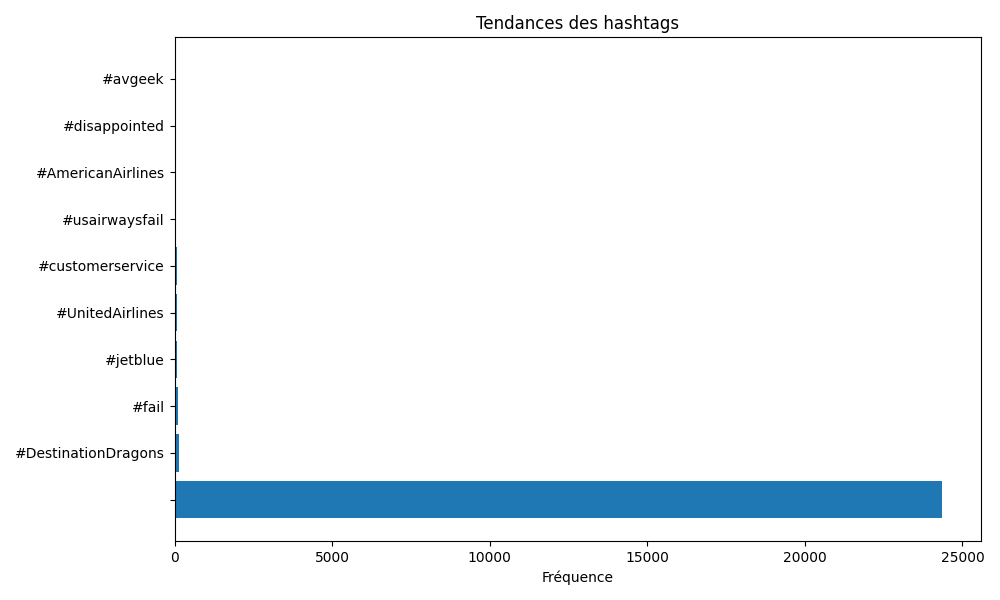 Tendances des hashtags
#avgeek
#disappointed
#AmericanAirlines
#usairwaysfail
#customerservice
#UnitedAirlines
#jetblue
#fail
#DestinationDragons
0 5000 10000 15000 20000 25000
Fréquence